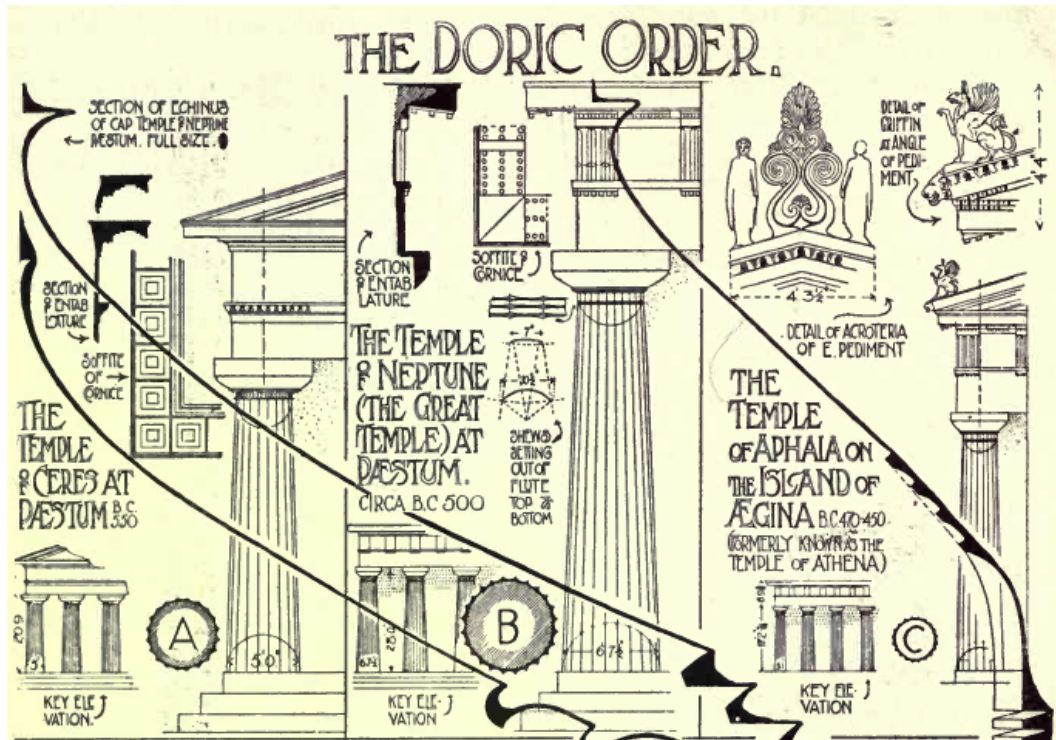 THE DORIC ORDER.
SECTION OF ECHINUS
OF CAP TEMPLE OF NEPTUNE
PÆSTUM. FULL SIZE.
SECTION
OF ENTAB
LATURE
SOFFITE
OF
CORNICE
THE
TEMPLE
OF CERES AT
PÆSTUM B.C.
550
20.9
3'
A
5'0"
KEY ELE
VATION.
SECTION
OF ENTAB
LATURE
SOFFITE OF
CORNICE
THE TEMPLE
OF NEPTUNE
(THE GREAT
TEMPLE) AT
PÆSTUM.
CIRCA B.C 500
SHEWS
SETTING
OUT OF
FLUTE
TOP &
BOTTOM
B
6.7½
KEY ELE-
VATION
DETAIL OF
GRIFFIN
AT ANGLE
OF PEDI-
MENT
4'3½"
DETAIL OF ACROTERIA
OF E. PEDIMENT
THE
TEMPLE
OF APHAIA ON
THE ISLAND OF
ÆGINA B.C. 470-450.
(FORMERLY KNOWN AS THE
TEMPLE OF ATHENA)
C
KEY ELE-
VATION